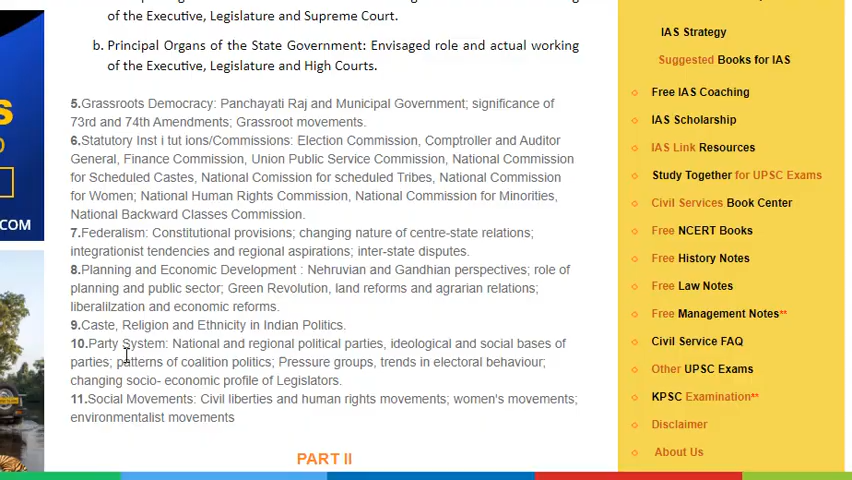 of the Executive, Legislature and Supreme Court.
b. Principal Organs of the State Government: Envisaged role and actual working
of the Executive, Legislature and High Courts.
5.Grassroots Democracy: Panchayati Raj and Municipal Government; significance of
73rd and 74th Amendments; Grassroot movements.
6.Statutory Inst i tut ions/Commissions: Election Commission, Comptroller and Auditor
General, Finance Commission, Union Public Service Commission, National Commission
for Scheduled Castes, National Comission for scheduled Tribes, National Commission
for Women; National Human Rights Commission, National Commission for Minorities,
National Backward Classes Commission.
7.Federalism: Constitutional provisions; changing nature of centre-state relations;
integrationist tendencies and regional aspirations; inter-state disputes.
8.Planning and Economic Development : Nehruvian and Gandhian perspectives; role of
planning and public sector; Green Revolution, land reforms and agrarian relations;
liberalilzation and economic reforms.
9.Caste, Religion and Ethnicity in Indian Politics.
10.Party System: National and regional political parties, ideological and social bases of
parties; patterns of coalition politics; Pressure groups, trends in electoral behaviour;
changing socio- economic profile of Legislators.
11.Social Movements: Civil liberties and human rights movements; women's movements;
environmentalist movements
PART II
IAS Strategy
Suggested Books for IAS
Free IAS Coaching
IAS Scholarship
IAS Link Resources
Study Together for UPSC Exams
Civil Services Book Center
Free NCERT Books
Free History Notes
Free Law Notes
Free Management Notes**
Civil Service FAQ
Other UPSC Exams
KPSC Examination**
Disclaimer
About Us
.COM